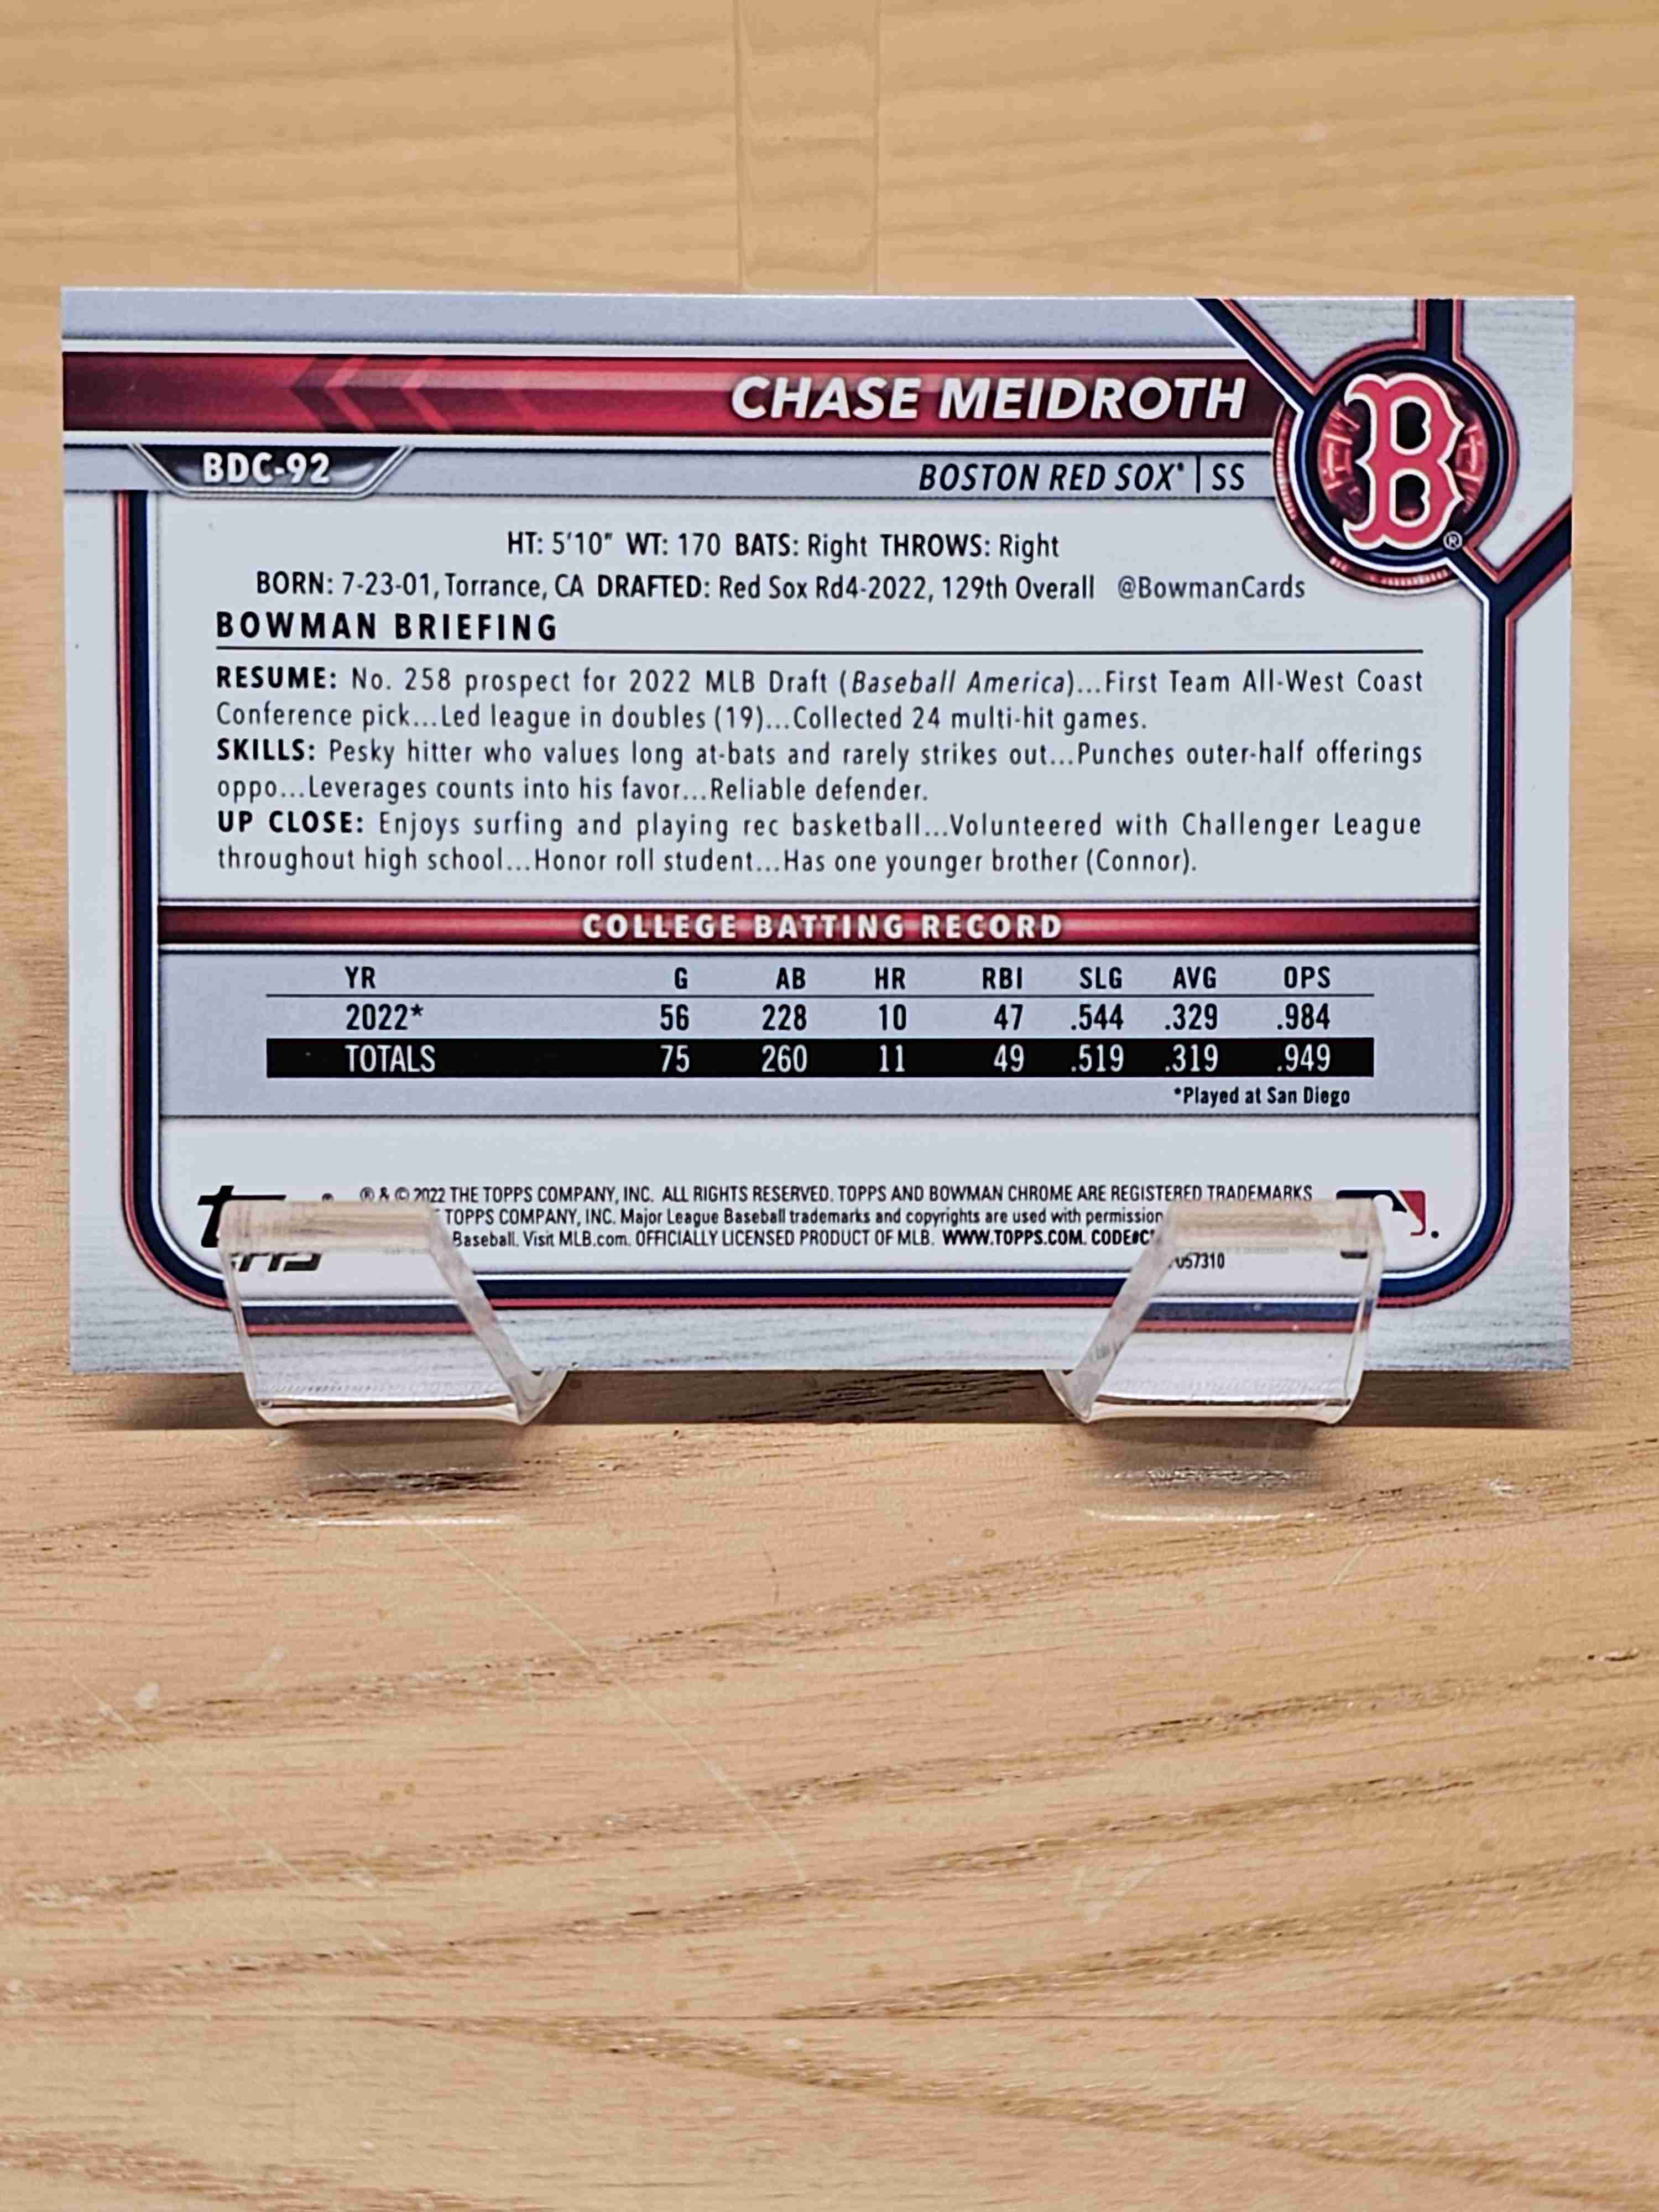 CHASE MEIDROTH
BDC-92
BOSTON RED SOX® | SS
B ®
HT: 5'10" WT: 170 BATS: Right THROWS: Right
BORN: 7-23-01, Torrance, CA DRAFTED: Red Sox Rd4-2022, 129th Overall @BowmanCards
BOWMAN BRIEFING
RESUME: No. 258 prospect for 2022 MLB Draft (Baseball America)...First Team All-West Coast
Conference pick...Led league in doubles (19)...Collected 24 multi-hit games.
SKILLS: Pesky hitter who values long at-bats and rarely strikes out...Punches outer-half offerings
oppo...Leverages counts into his favor...Reliable defender.
UP CLOSE: Enjoys surfing and playing rec basketball...Volunteered with Challenger League
throughout high school...Honor roll student...Has one younger brother (Connor).
COLLEGE BATTING RECORD
YR G AB HR RBI SLG AVG OPS
2022* 56 228 10 47 .544 .329 .984
TOTALS 75 260 11 49 .519 .319 .949
*Played at San Diego
® & © 2022 THE TOPPS COMPANY, INC. ALL RIGHTS RESERVED. TOPPS AND BOWMAN CHROME ARE REGISTERED TRADEMARKS
TOPPS COMPANY, INC. Major League Baseball trademarks and copyrights are used with permission
Baseball. Visit MLB.com. OFFICIALLY LICENSED PRODUCT OF MLB. WWW.TOPPS.COM. CODE#C
057310